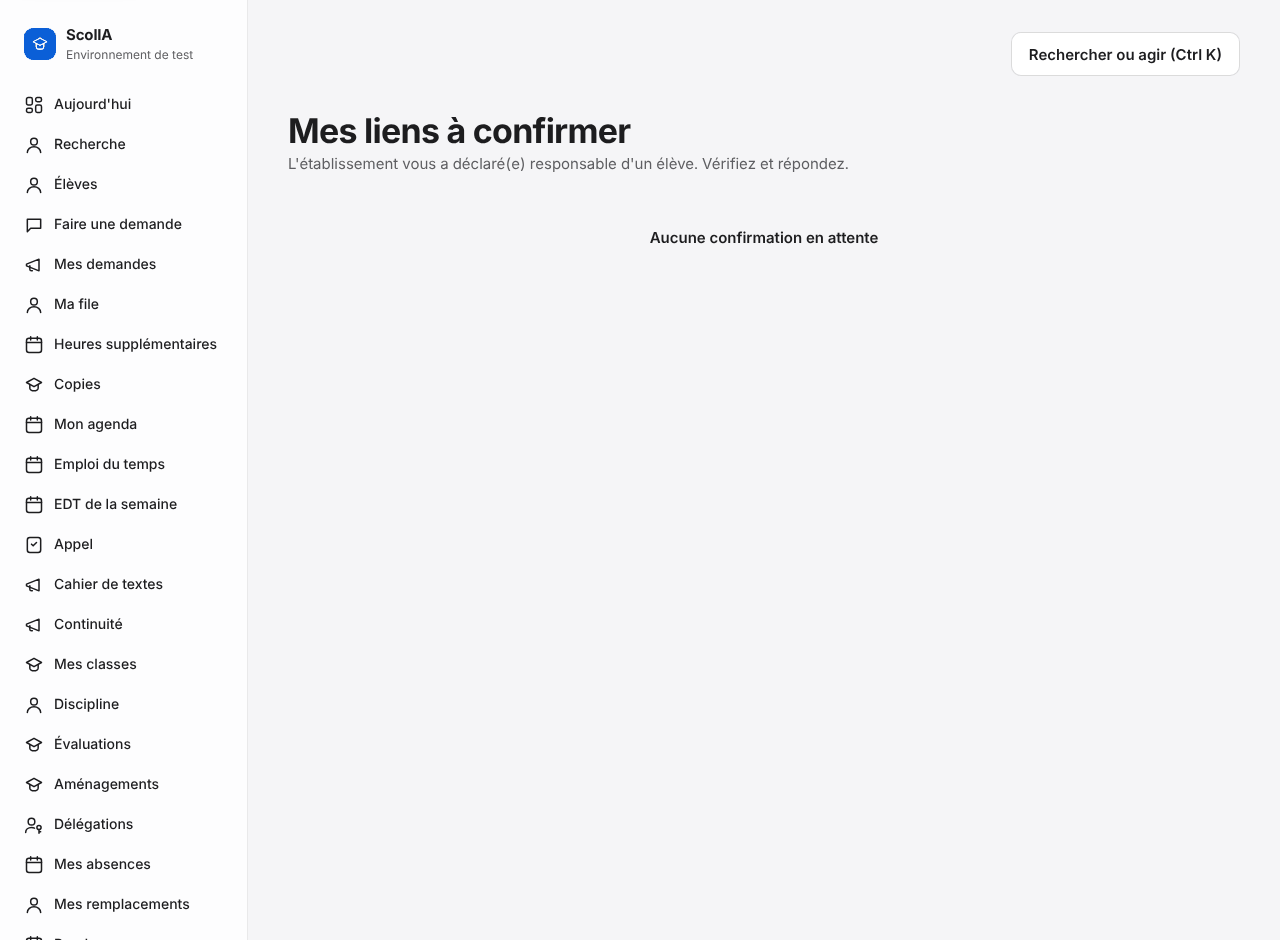 ScolIA
Environnement de test
Rechercher ou agir (Ctrl K)
Aujourd'hui
Recherche
Élèves
Faire une demande
Mes demandes
Ma file
Heures supplémentaires
Copies
Mon agenda
Emploi du temps
EDT de la semaine
Appel
Cahier de textes
Continuité
Mes classes
Discipline
Évaluations
Aménagements
Délégations
Mes absences
Mes remplacements
Mes liens à confirmer
L'établissement vous a déclaré(e) responsable d'un élève. Vérifiez et répondez.
Aucune confirmation en attente